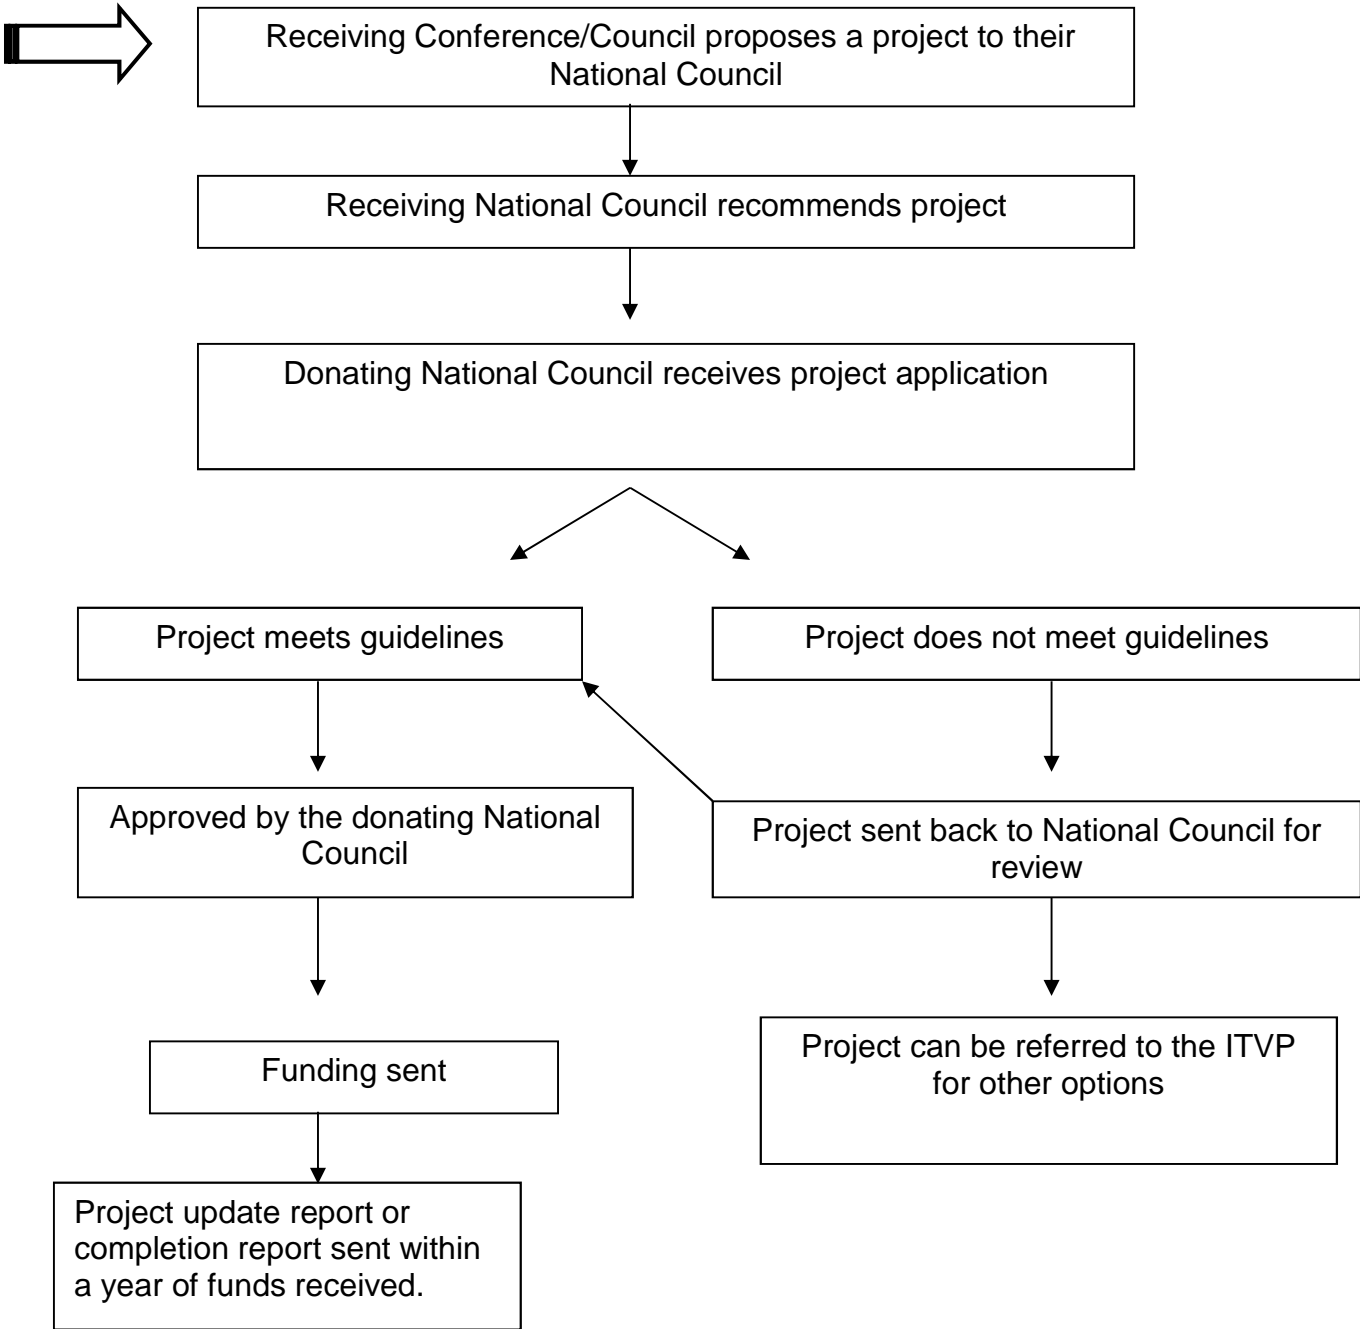 Receiving Conference/Council proposes a project to their
National Council
Receiving National Council recommends project
Donating National Council receives project application
Project meets guidelines
Project does not meet guidelines
Approved by the donating National
Council
Project sent back to National Council for
review
Funding sent
Project can be referred to the ITVP
for other options
Project update report or
completion report sent within
a year of funds received.